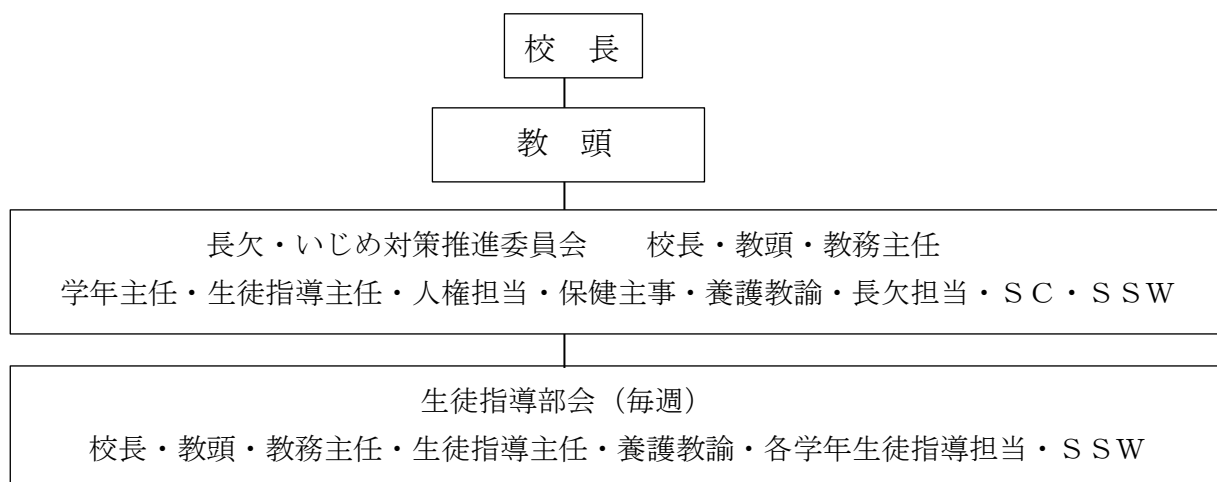 校　長
教　頭
長欠・いじめ対策推進委員会　　校長・教頭・教務主任
学年主任・生徒指導主任・人権担当・保健主事・養護教諭・長欠担当・ＳＣ・ＳＳＷ
生徒指導部会（毎週）
校長・教頭・教務主任・生徒指導主任・養護教諭・各学年生徒指導担当・ＳＳＷ